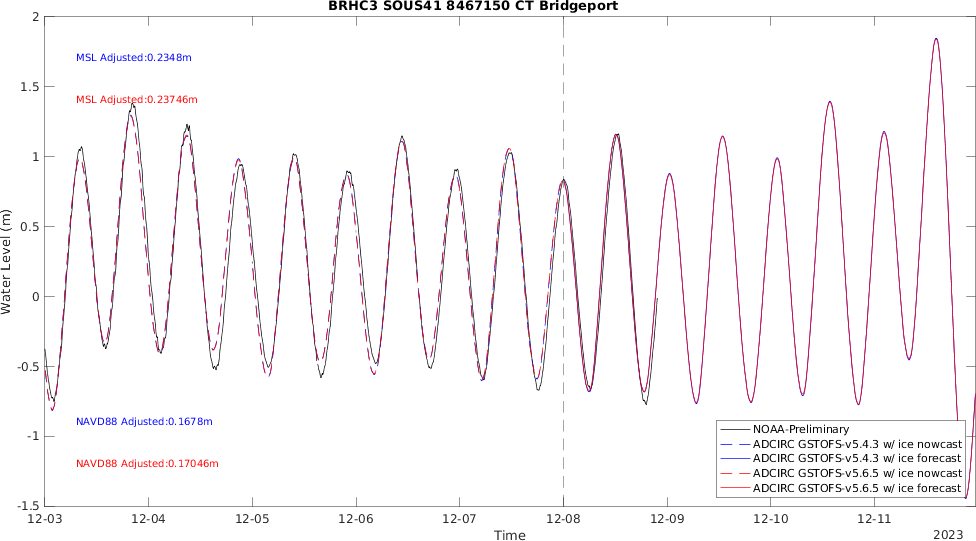 BRHC3 SOUS41 8467150 CT Bridgeport
2
1.5
1
0.5
0
-0.5
-1
-1.5
Water Level (m)
MSL Adjusted:0.2348m
MSL Adjusted:0.23746m
NAVD88 Adjusted:0.1678m
NAVD88 Adjusted:0.17046m
NOAA-Preliminary
ADCIRC GSTOFS-v5.4.3 w/ ice nowcast
ADCIRC GSTOFS-v5.4.3 w/ ice forecast
ADCIRC GSTOFS-v5.6.5 w/ ice nowcast
ADCIRC GSTOFS-v5.6.5 w/ ice forecast
12-03 12-04 12-05 12-06 12-07 12-08 12-09 12-10 12-11
Time
2023